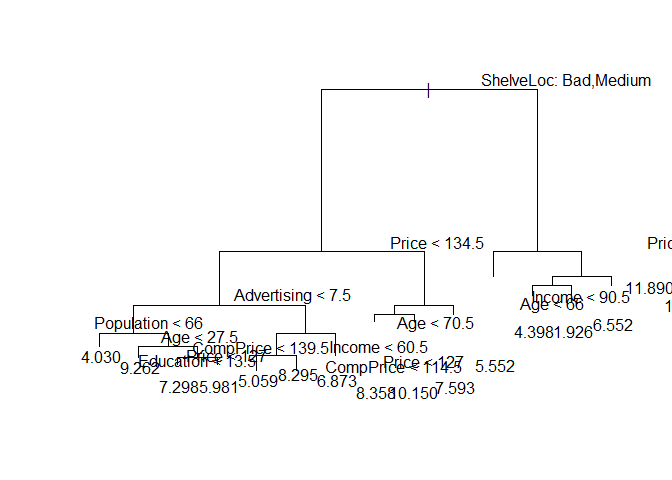 ShelveLoc: Bad,Medium
Price < 134.5
Advertising < 7.5
Population < 66
4.030
Age < 27.5
9.262
Education < 13.5
7.298
5.981
Price < 127
CompPrice < 139.5
5.059
8.295
Income < 60.5
6.873
CompPrice < 114.5
8.358
10.150
Age < 70.5
Price < 127
7.593
5.552
Age < 66
4.398
1.926
Income < 90.5
6.552
11.890